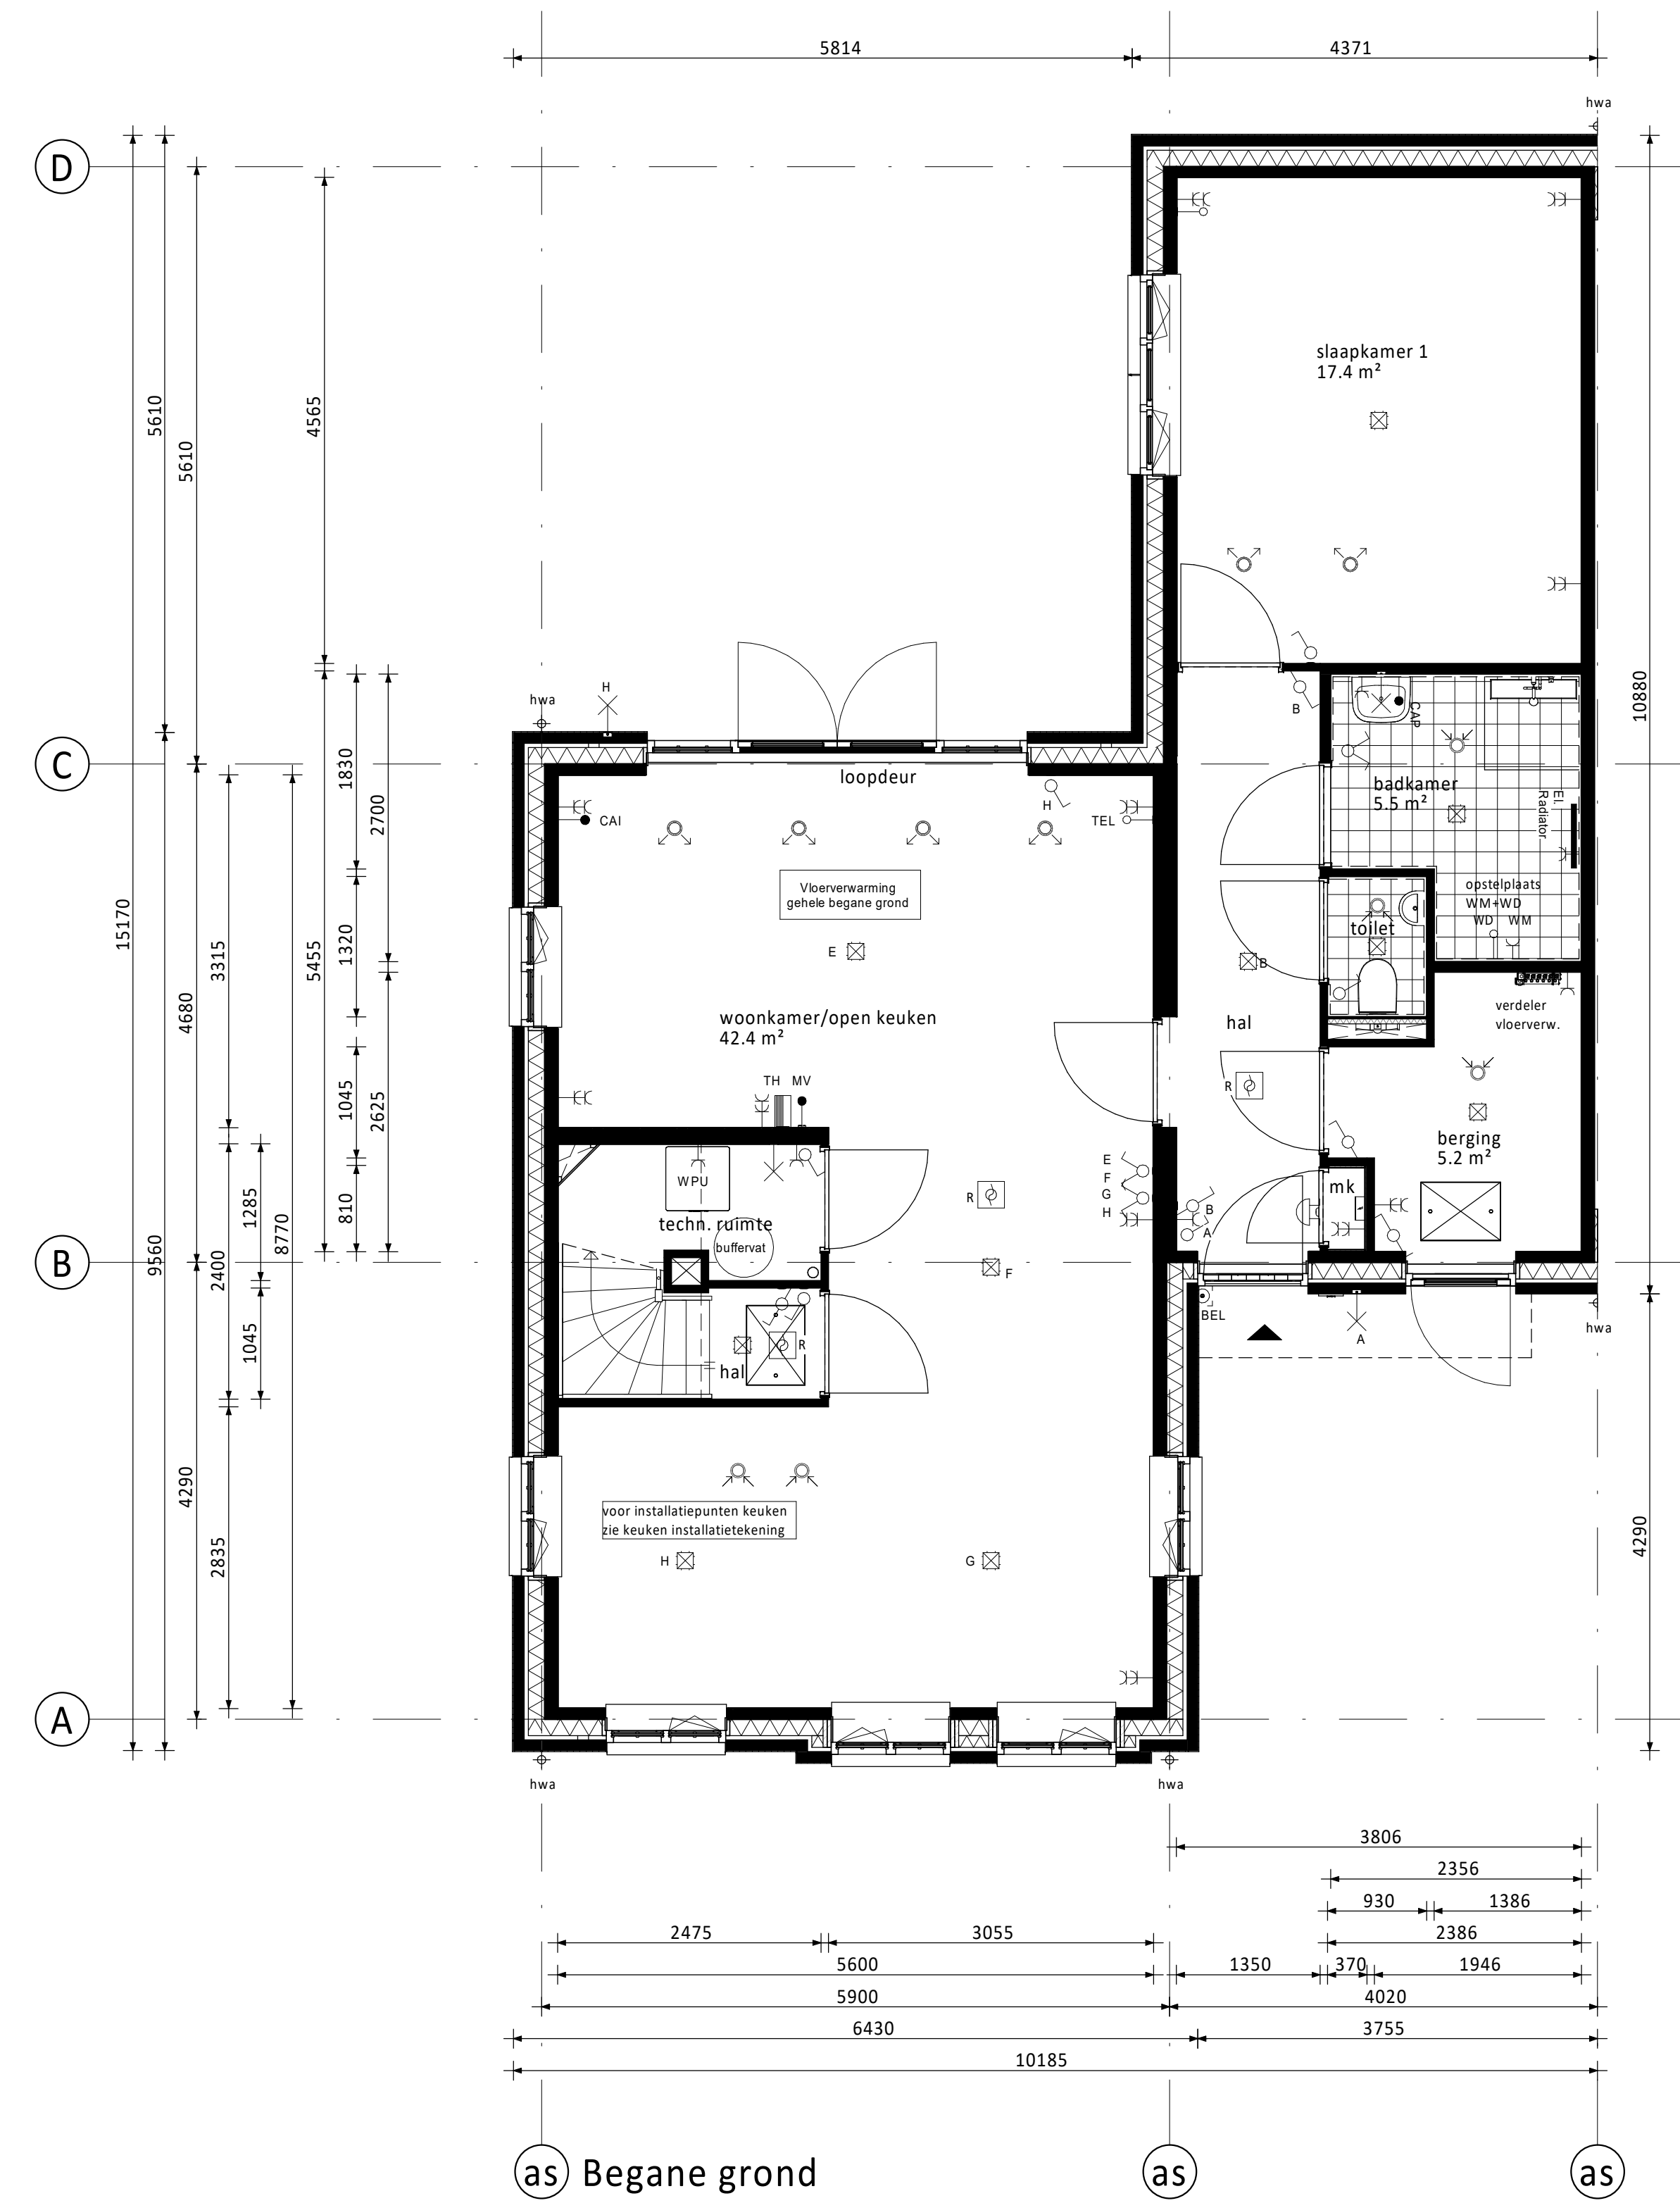 5814
4371
hwa
D
5610
5610
4565
slaapkamer 1
17.4 m²
10880
B
hwa
H
CAP
C
loopdeur
badkamer
5.5 m²
El.
Radiator
1830
2700
CAI
H
TEL
Vloerverwarming
gehele begane grond
opstelplaats
WM+WD
WD WM
toilet
15170
3315
5455
1320
E
B
4680
woonkamer/open keuken
42.4 m²
hal
verdeler
vloerverw.
TH MV
R
1045
2625
berging
5.2 m²
E
F
G
H
WPU
R
mk
1285
810
8770
techn. ruimte
buffervat
B
A
9560
2400
B
F
BEL
A
hwa
1045
R
hal
4290
2835
voor installatiepunten keuken
zie keuken installatietekening
H
G
4290
A
hwa
hwa
3806
2356
930
1386
2475
3055
2386
5600
1350
370
1946
5900
4020
6430
3755
10185
as
Begane grond
as
as